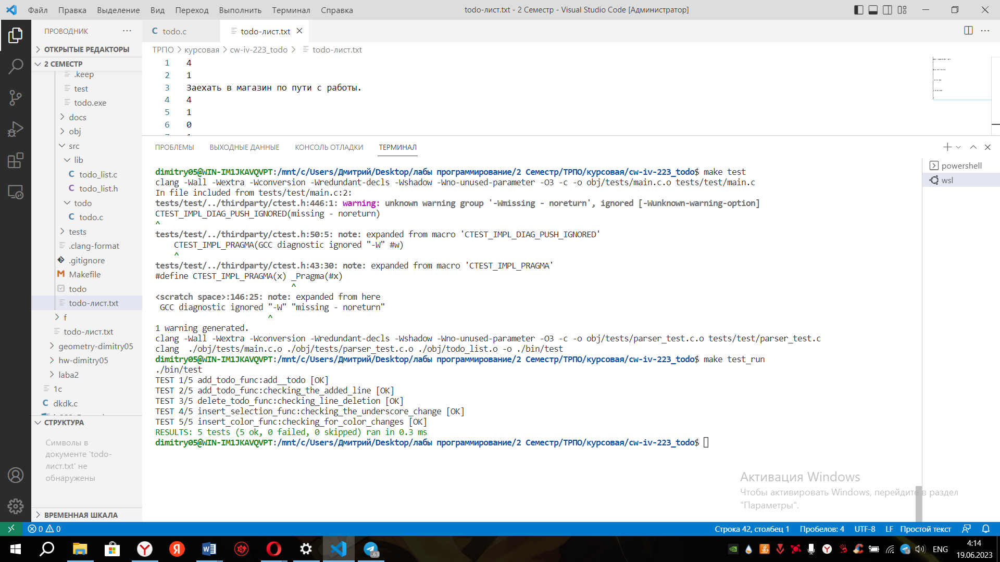 Файл Правка Выделение Вид Переход Выполнить Терминал Справка
todo-лист.txt - 2 Семестр - Visual Studio Code [Администратор]
ПРОВОДНИК
ОТКРЫТЫЕ РЕДАКТОРЫ
2 СЕМЕСТР
.keep
test
todo.exe
docs
obj
src
lib
C todo_list.c
C todo_list.h
todo
C todo.c
tests
.clang-format
.gitignore
Makefile
todo
todo-лист.txt
f
todo-лист.txt
geometry-dimitry05
hw-dimitry05
laba2
1c
C dkdk.c
СТРУКТУРА
Символы в
документе 'todo-
лист.txt' не
обнаружены
ВРЕМЕННАЯ ШКАЛА
C todo.c
todo-лист.txt
ТРПО > курсовая > cw-iv-223_todo > todo-лист.txt
1 4
2 1
3 Заехать в магазин по пути с работы.
4 4
5 1
6 0
ПРОБЛЕМЫ ВЫХОДНЫЕ ДАННЫЕ КОНСОЛЬ ОТЛАДКИ ТЕРМИНАЛ
dimitry05@WIN-IM1JKAVQVPT:/mnt/c/Users/Дмитрий/Desktop/лабы программирование/2 Семестр/ТРПО/курсовая/cw-iv-223_todo$ make test
clang -Wall -Wextra -Wconversion -Wredundant-decls -Wshadow -Wno-unused-parameter -O3 -c -o obj/tests/main.c.o tests/test/main.c
In file included from tests/test/main.c:2:
tests/test/../thirdparty/ctest.h:446:1: warning: unknown warning group '-Wmissing - noreturn', ignored [-Wunknown-warning-option]
CTEST_IMPL_DIAG_PUSH_IGNORED(missing - noreturn)
^
tests/test/../thirdparty/ctest.h:50:5: note: expanded from macro 'CTEST_IMPL_DIAG_PUSH_IGNORED'
CTEST_IMPL_PRAGMA(GCC diagnostic ignored "-W" #w)
^
tests/test/../thirdparty/ctest.h:43:30: note: expanded from macro 'CTEST_IMPL_PRAGMA'
#define CTEST_IMPL_PRAGMA(x) _Pragma(#x)
^
<scratch space>:146:25: note: expanded from here
GCC diagnostic ignored "-W" "missing - noreturn"
^
1 warning generated.
clang -Wall -Wextra -Wconversion -Wredundant-decls -Wshadow -Wno-unused-parameter -O3 -c -o obj/tests/parser_test.c.o tests/test/parser_test.c
clang  ./obj/tests/main.c.o ./obj/tests/parser_test.c.o ./obj/todo_list.o -o ./bin/test
dimitry05@WIN-IM1JKAVQVPT:/mnt/c/Users/Дмитрий/Desktop/лабы программирование/2 Семестр/ТРПО/курсовая/cw-iv-223_todo$ make test_run
./bin/test
TEST 1/5 add_todo_func:add__todo [OK]
TEST 2/5 add_todo_func:checking_the_added_line [OK]
TEST 3/5 delete_todo_func:checking_line_deletion [OK]
TEST 4/5 insert_selection_func:checking_the_underscore_change [OK]
TEST 5/5 insert_color_func:checking_for_color_changes [OK]
RESULTS: 5 tests (5 ok, 0 failed, 0 skipped) ran in 0.3 ms
dimitry05@WIN-IM1JKAVQVPT:/mnt/c/Users/Дмитрий/Desktop/лабы программирование/2 Семестр/ТРПО/курсовая/cw-iv-223_todo$
powershell
wsl
Активация Windows
Чтобы активировать Windows, перейдите в раздел
"Параметры".
0 0
Строка 42, столбец 1 Пробелов: 4 UTF-8 LF Простой текст
63
ENG
4:14
19.06.2023